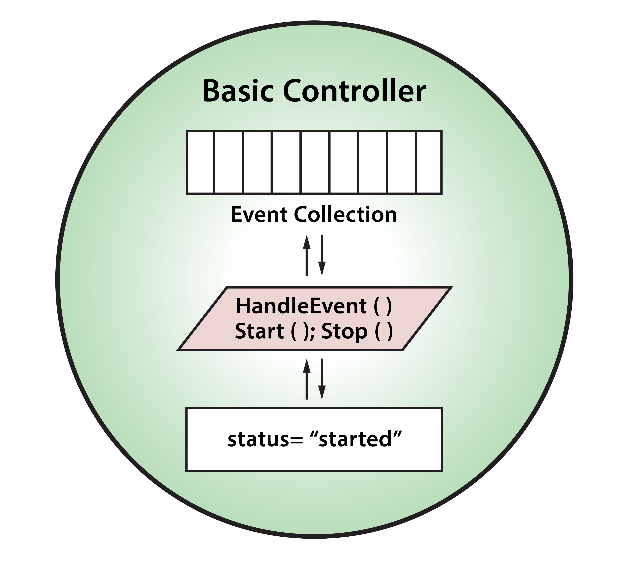 Basic Controller
Event Collection
HandleEvent ( )
Start ( ); Stop ( )
status= “started”